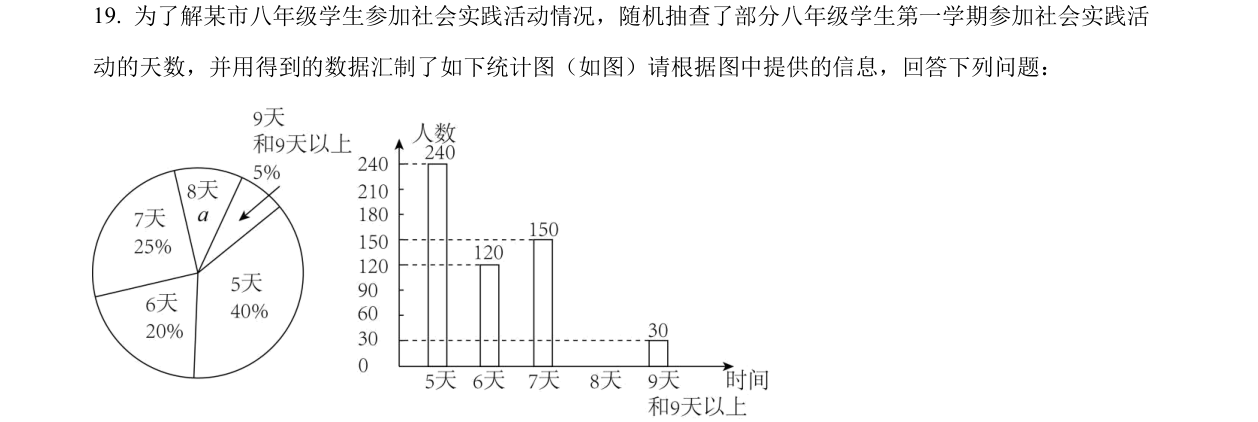 19. 为了解某市八年级学生参加社会实践活动情况，随机抽查了部分八年级学生第一学期参加社会实践活
动的天数，并用得到的数据汇制了如下统计图（如图）请根据图中提供的信息，回答下列问题：
9天
和9天以上
5%
8天
a
7天
25%
6天
20%
5天
40%
人数
240
240
210
180
150
150
120
120
90
60
30
30
0
5天 6天 7天 8天 9天 时间
和9天以上